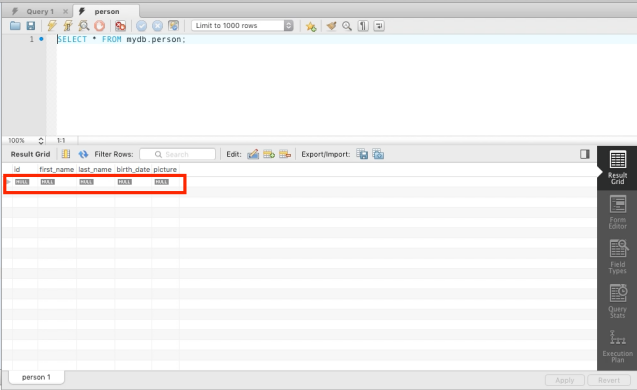 Query 1 × person
Limit to 1000 rows
1 SELECT * FROM mydb.person;
100% 1:1
Result Grid Filter Rows: Search Edit: Export/Import:
id first_name last_name birth_date picture
NULL NULL NULL NULL NULL
Result
Grid
Form
Editor
Field
Types
Query
Stats
Execution
Plan
person 1
Apply Revert